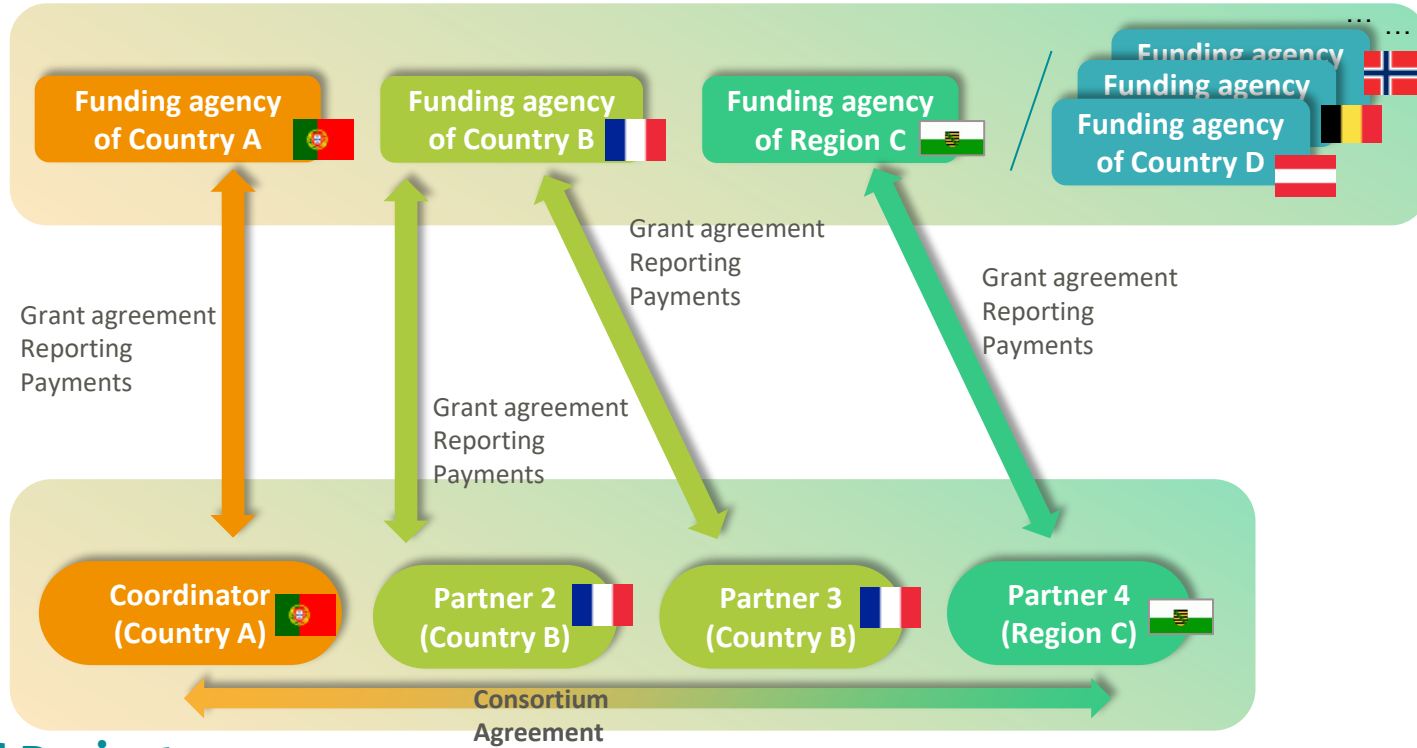 ... ...
Funding agency
of Country A
Funding agency
of Country B
Funding agency
of Region C
Funding agency
Funding agency
Funding agency
of Country D
Grant agreement
Reporting
Payments
Grant agreement
Reporting
Payments
Grant agreement
Reporting
Payments
Grant agreement
Reporting
Payments
Coordinator
(Country A)
Partner 2
(Country B)
Partner 3
(Country B)
Partner 4
(Region C)
Consortium
Agreement